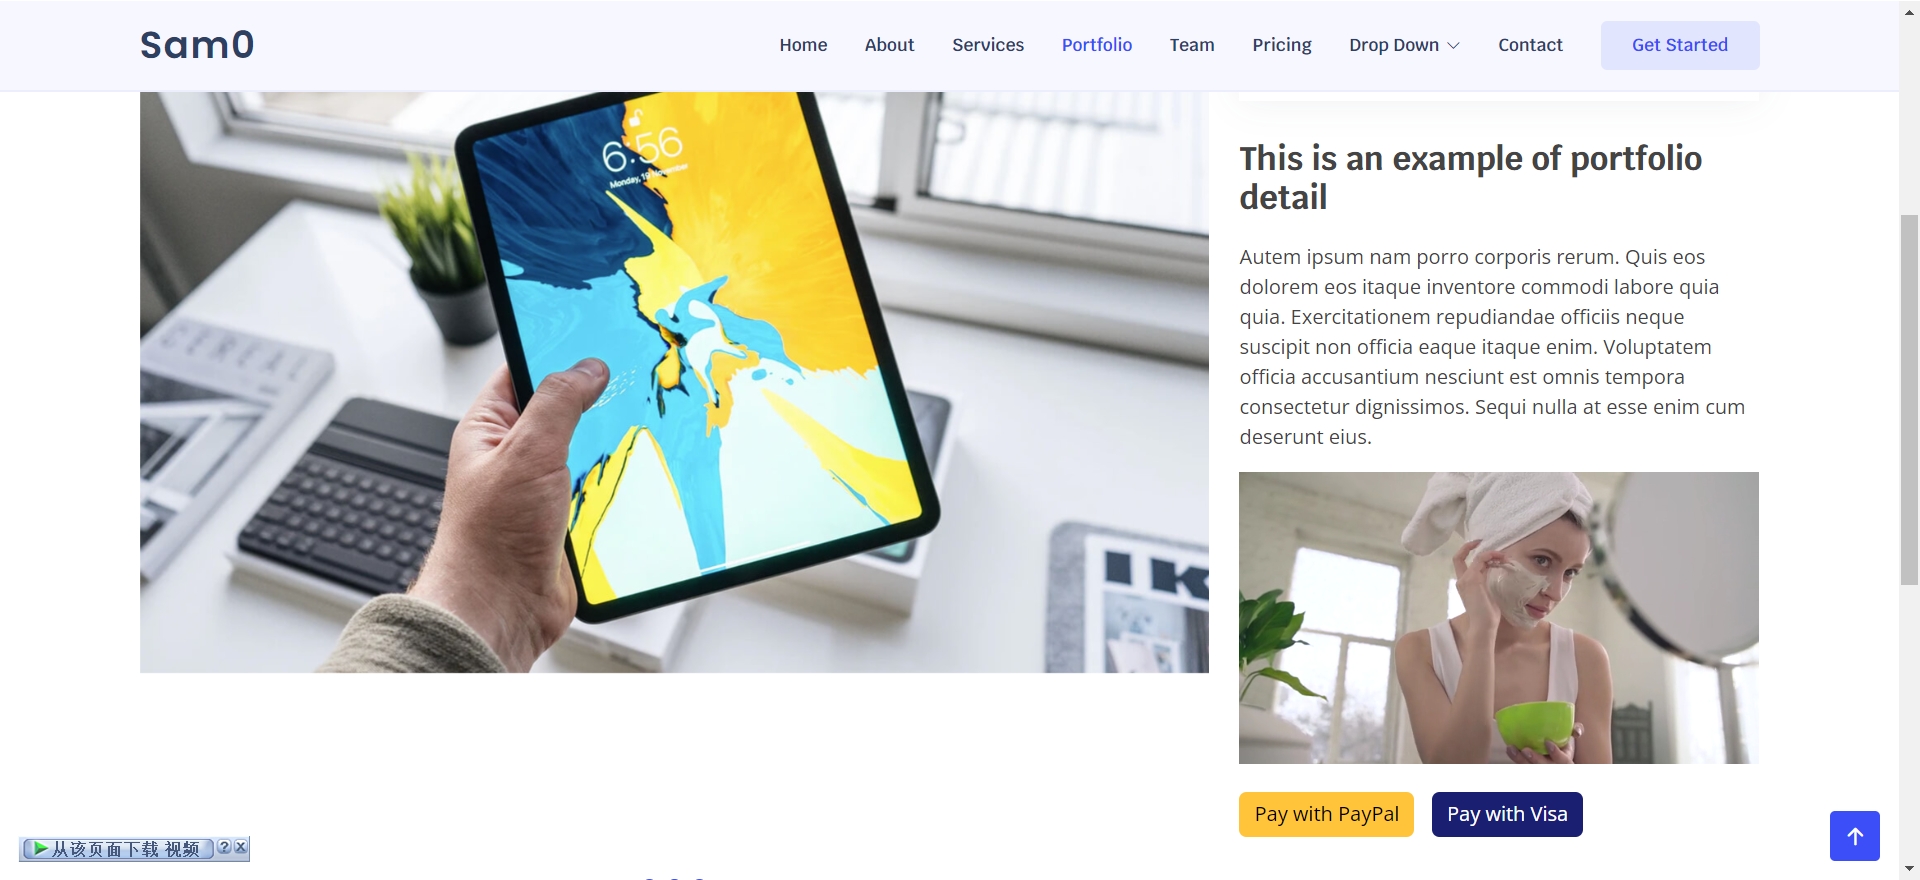 Sam0
Home About Services Portfolio Team Pricing Drop Down Contact Get Started
6:56
Monday, 19 November
CEREAL
IK
This is an example of portfolio
detail
Autem ipsum nam porro corporis rerum. Quis eos
dolorem eos itaque inventore commodi labore quia
quia. Exercitationem repudiandae officiis neque
suscipit non officia eaque itaque enim. Voluptatem
officia accusantium nesciunt est omnis tempora
consectetur dignissimos. Sequi nulla at esse enim cum
deserunt eius.
Pay with PayPal Pay with Visa
从该页面下载 视频 ?